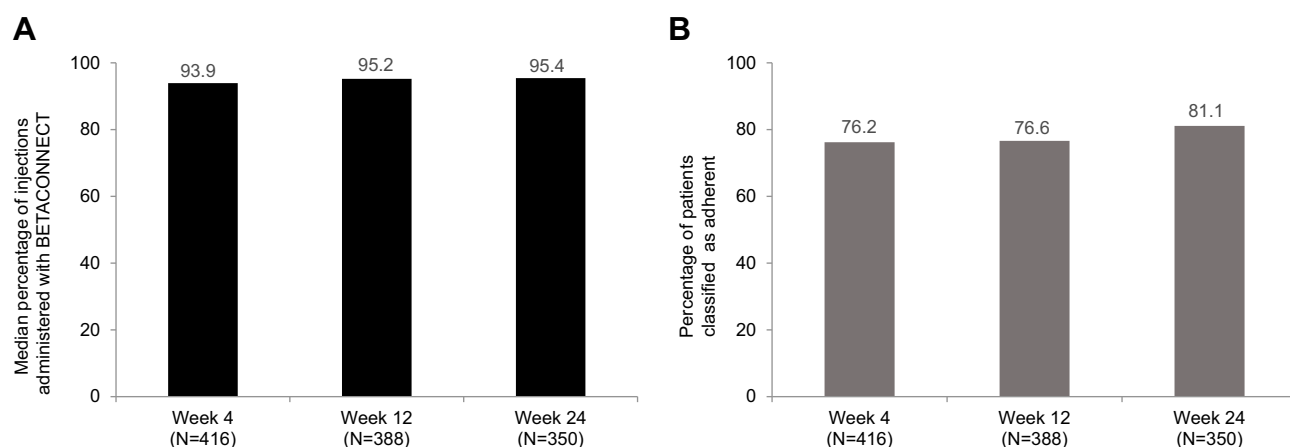 A
Median percentage of injections
administered with BETACONNECT
100
80
60
40
20
0
93.9
95.2
95.4
Week 4
(N=416)
Week 12
(N=388)
Week 24
(N=350)
B
Percentage of patients
classified as adherent
100
80
60
40
20
0
76.2
76.6
81.1
Week 4
(N=416)
Week 12
(N=388)
Week 24
(N=350)